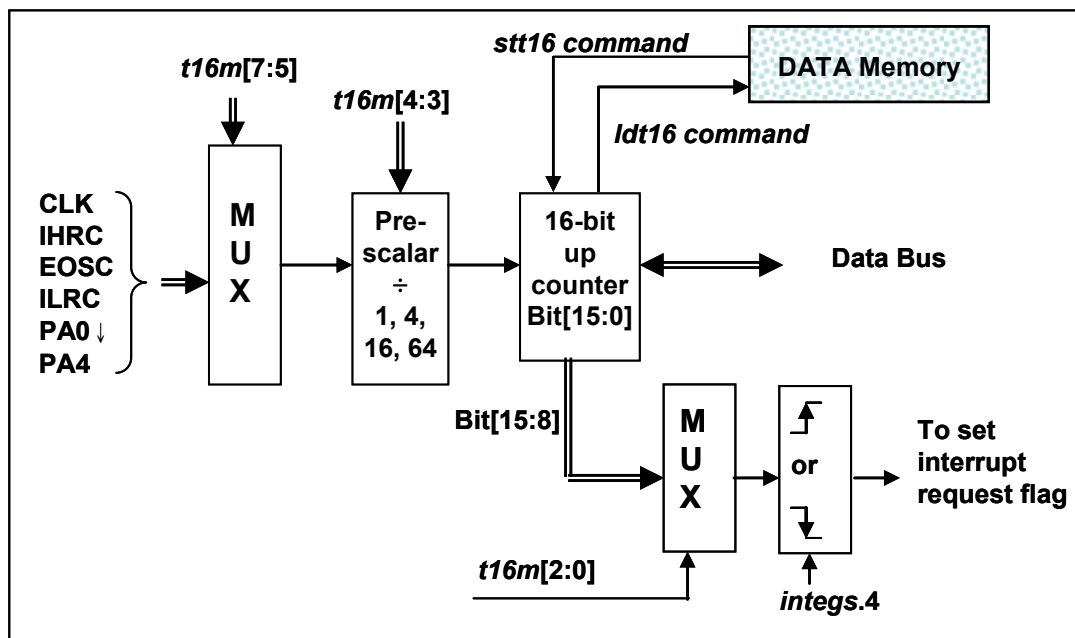 stt16 command
DATA Memory
t16m[7:5]
t16m[4:3]
ldt16 command
CLK
IHRC
EOSC
ILRC
PA0 ↓
PA4
M
U
X
Pre-
scalar
÷
1, 4,
16, 64
16-bit
up
counter
Bit[15:0]
Data Bus
Bit[15:8]
M
U
X
or
To set
interrupt
request flag
t16m[2:0]
integs.4